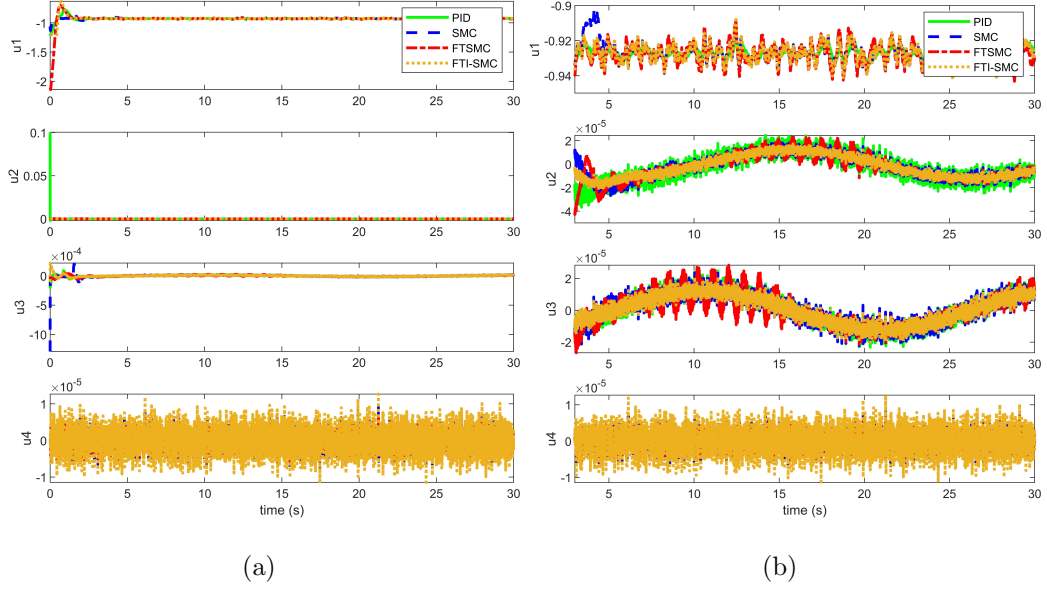 u1
-0.5
-1
-1.5
-2
0 5 10 15 20 25 30
PID
SMC
FTSMC
FTI-SMC
u2
0.1
0.05
0
0 5 10 15 20 25 30
×10⁻⁴
u3
0
-5
-10
0 5 10 15 20 25 30
×10⁻⁵
u4
1
0
-1
0 5 10 15 20 25 30
time (s)
(a)
u1
-0.9
-0.92
-0.94
5 10 15 20 25 30
PID
SMC
FTSMC
FTI-SMC
×10⁻⁵
u2
2
0
-2
-4
5 10 15 20 25 30
×10⁻⁵
u3
2
0
-2
5 10 15 20 25 30
×10⁻⁵
u4
1
0
-1
5 10 15 20 25 30
time (s)
(b)